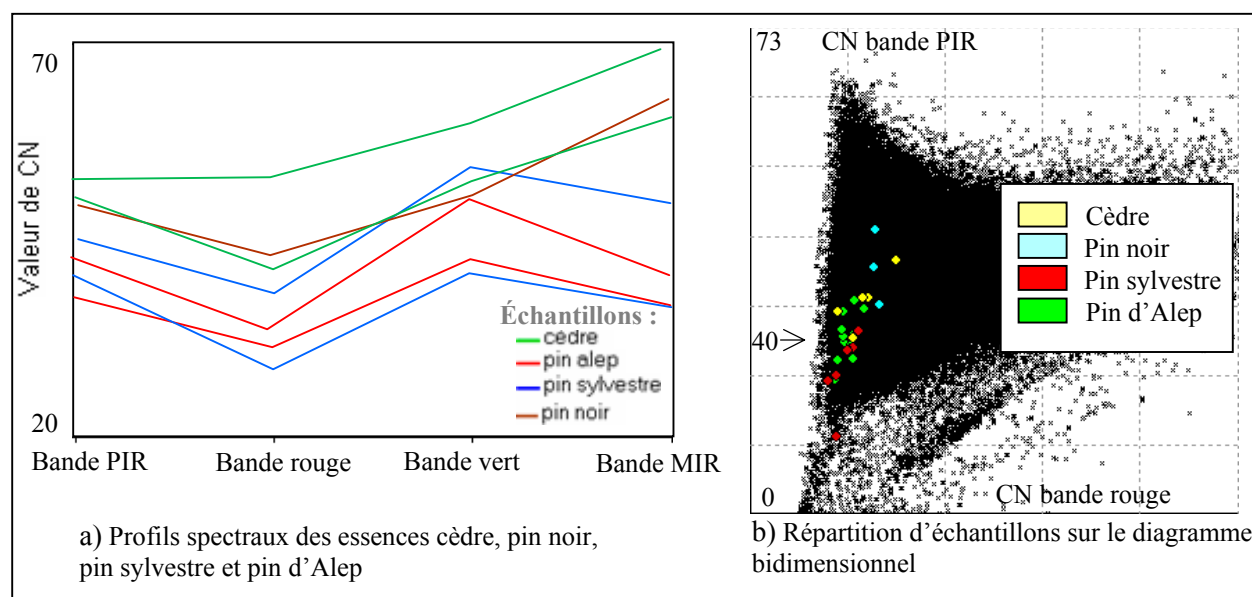 70
Valeur de CN
20
Échantillons :
cèdre
pin alep
pin sylvestre
pin noir
Bande PIR
Bande rouge
Bande vert
Bande MIR
a) Profils spectraux des essences cèdre, pin noir,
pin sylvestre et pin d’Alep
73
CN bande PIR
Cèdre
Pin noir
Pin sylvestre
Pin d’Alep
40
0
CN bande rouge
b) Répartition d’échantillons sur le diagramme
bidimensionnel